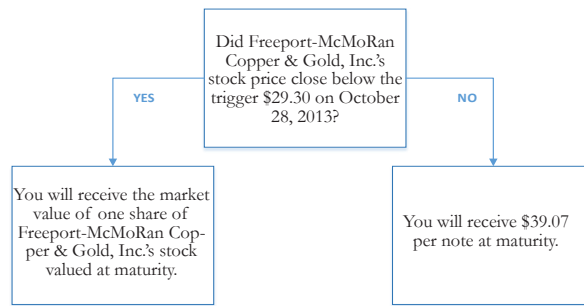 Did Freeport-McMoRan
Copper & Gold, Inc.'s
stock price close below the
trigger $29.30 on October
28, 2013?
YES
NO
You will receive the market
value of one share of
Freeport-McMoRan Cop-
per & Gold, Inc.'s stock
valued at maturity.
You will receive $39.07
per note at maturity.